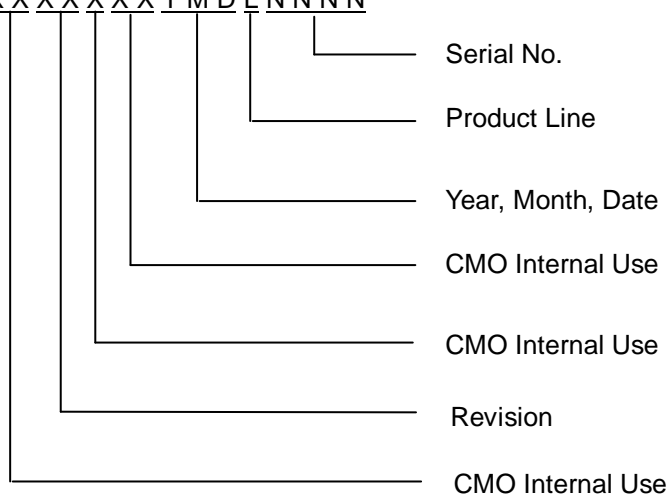 X X X X X X X Y M D L N N N N
Serial No.
Product Line
Year, Month, Date
CMO Internal Use
CMO Internal Use
Revision
CMO Internal Use